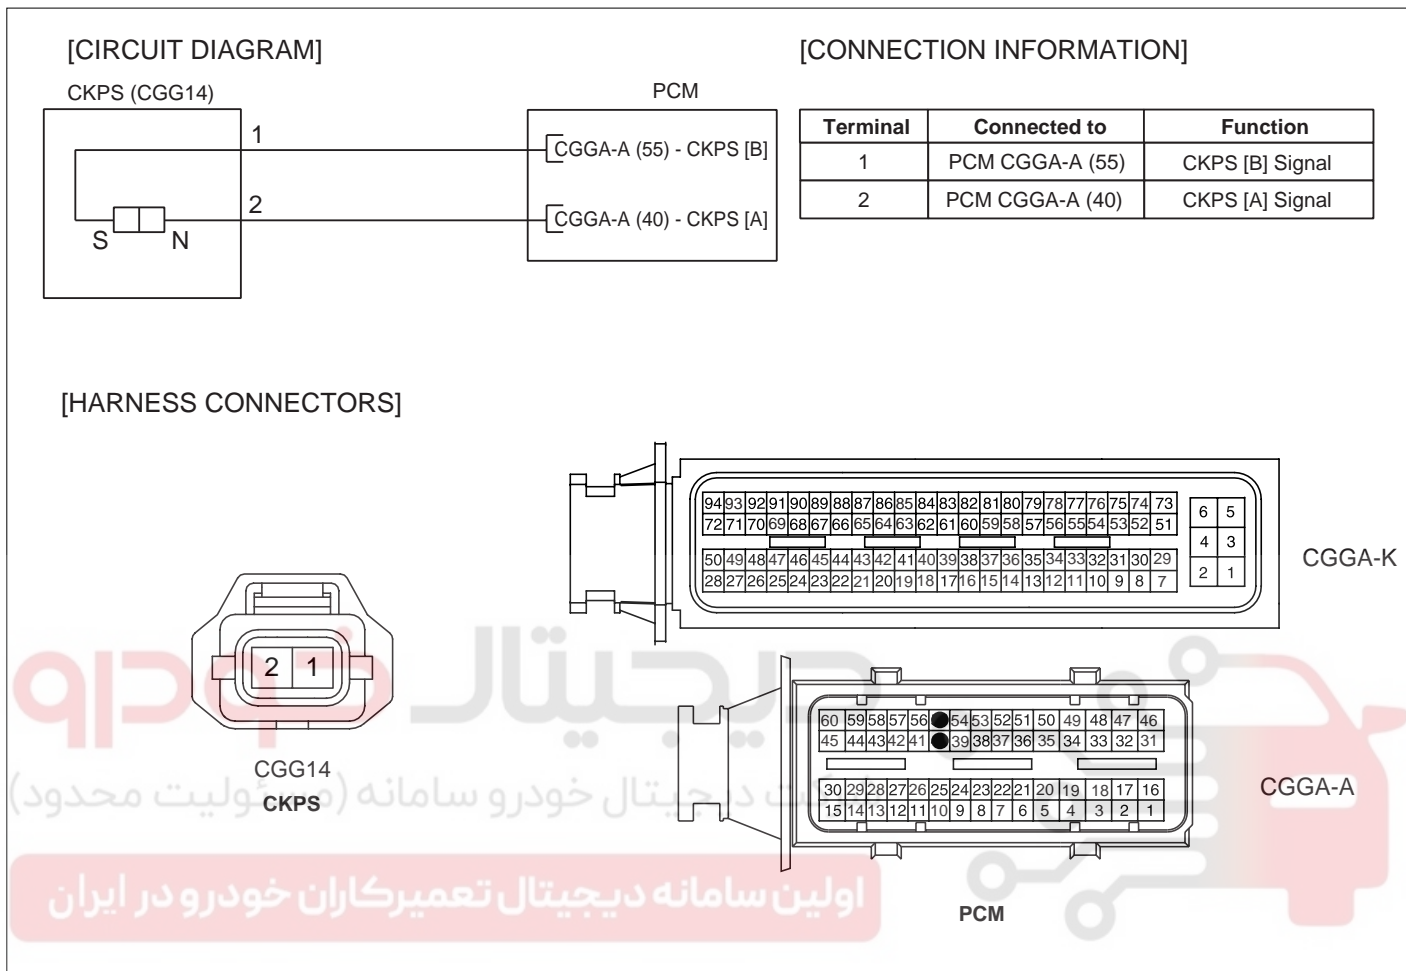 [CIRCUIT DIAGRAM]
CKPS (CGG14)
PCM
1
CGGA-A (55) - CKPS [B]
2
CGGA-A (40) - CKPS [A]
S N
[CONNECTION INFORMATION]
Terminal Connected to Function
1 PCM CGGA-A (55) CKPS [B] Signal
2 PCM CGGA-A (40) CKPS [A] Signal
[HARNESS CONNECTORS]
94 93 92 91 90 89 88 87 86 85 84 83 82 81 80 79 78 77 76 75 74 73
72 71 70 69 68 67 66 65 64 63 62 61 60 59 58 57 56 55 54 53 52 51
50 49 48 47 46 45 44 43 42 41 40 39 38 37 36 35 34 33 32 31 30 29
28 27 26 25 24 23 22 21 20 19 18 17 16 15 14 13 12 11 10 9 8 7
6 5
4 3
2 1
CGGA-K
2 1
CGG14
CKPS
60 59 58 57 56 54 53 52 51 50 49 48 47 46
45 44 43 42 41 39 38 37 36 35 34 33 32 31
30 29 28 27 26 25 24 23 22 21 20 19 18 17 16
15 14 13 12 11 10 9 8 7 6 5 4 3 2 1
CGGA-A
PCM
دیجیتال خودرو
شرکت دیجیتال خودرو سامانه (مسئولیت محدود)
اولین سامانه دیجیتال تعمیرکاران خودرو در ایران